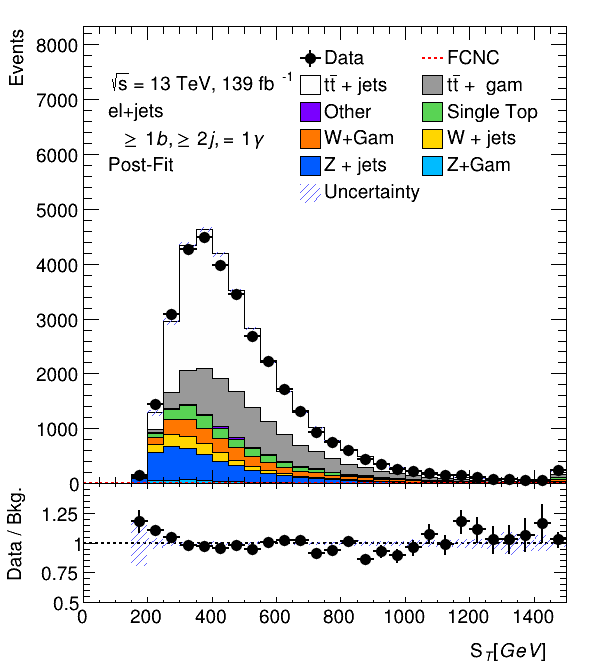 Events
8000
7000
6000
5000
4000
3000
2000
1000
0
√s = 13 TeV, 139 fb -1
el+jets
≥ 1b, ≥ 2j, = 1γ
Post-Fit
Data
FCNC
tt̄ + jets
tt̄ + gam
Other
Single Top
W+Gam
W + jets
Z + jets
Z+Gam
Uncertainty
Data / Bkg.
1.25
1
0.75
0.5
0 200 400 600 800 1000 1200 1400
S_T[GeV]